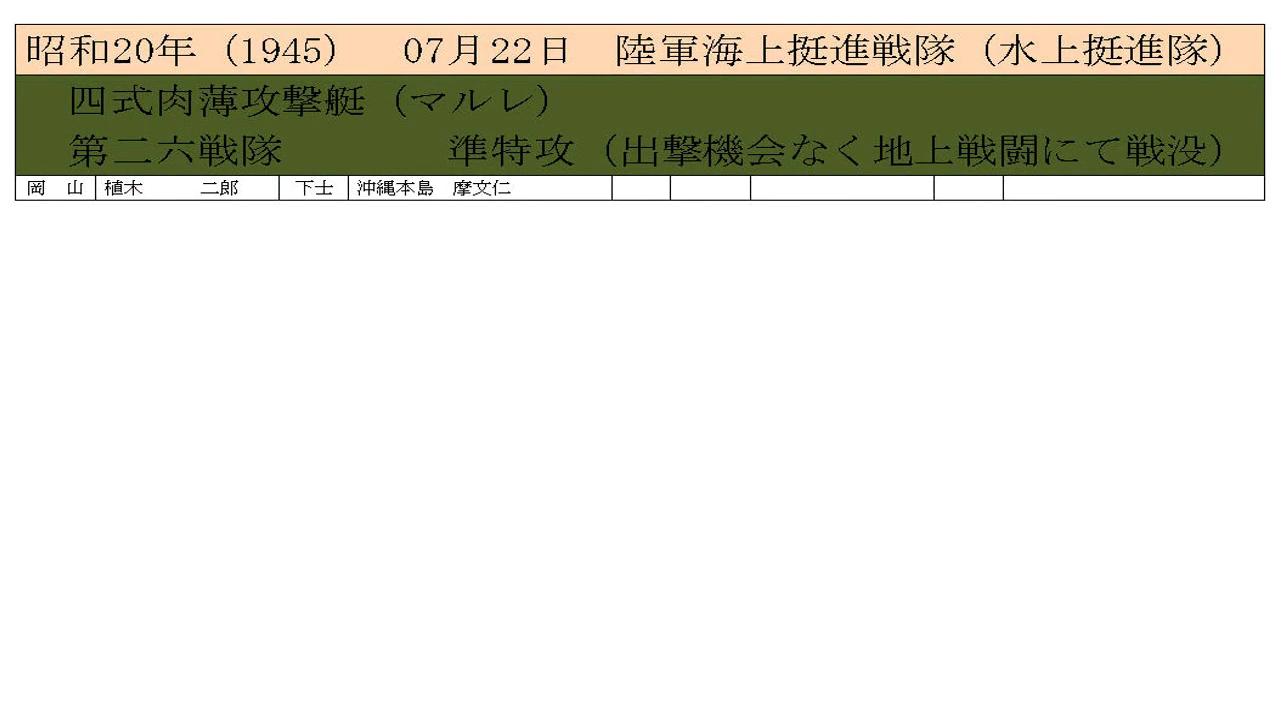 昭和20年（1945）　07月22日　陸軍海上挺進戦隊（水上挺進隊）
四式肉薄攻撃艇（マルレ）
第二六戦隊　　　　準特攻（出撃機会なく地上戦闘にて戦没）
岡　山　植木　　　二郎　下士　沖縄本島　摩文仁